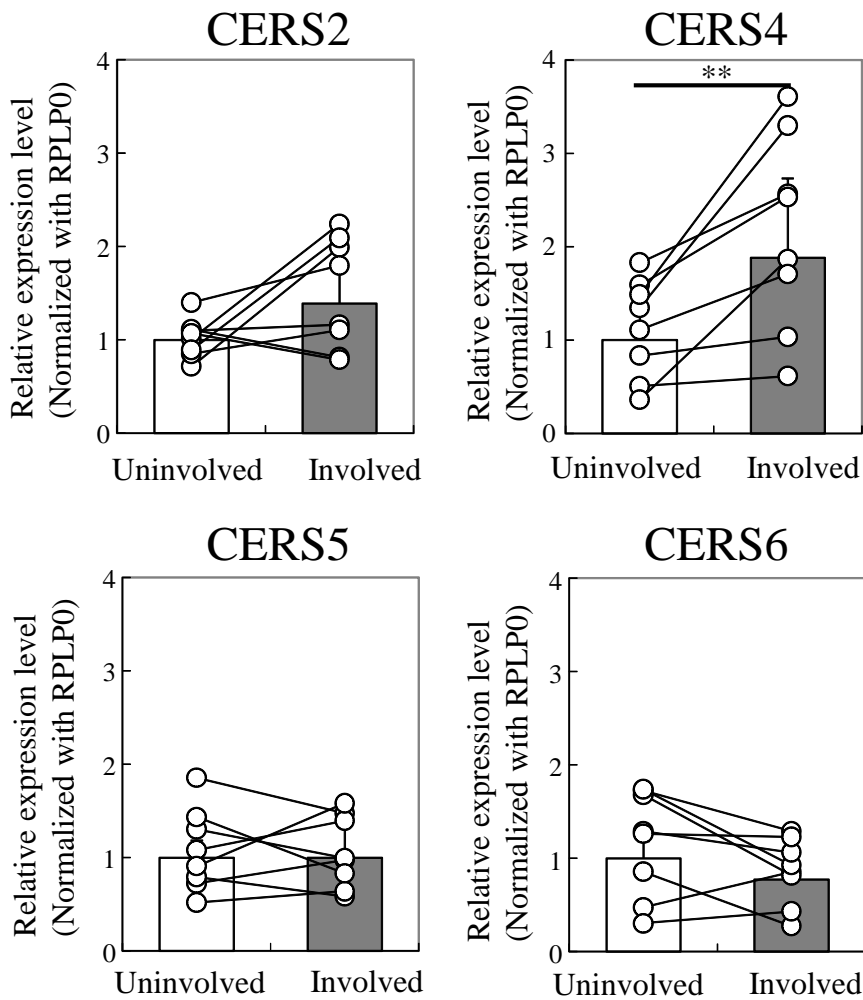 CERS2
Relative expression level
(Normalized with RPLP0)
4
3
2
1
0
Uninvolved
Involved
CERS4
Relative expression level
(Normalized with RPLP0)
4
3
2
1
0
**
Uninvolved
Involved
CERS5
Relative expression level
(Normalized with RPLP0)
4
3
2
1
0
Uninvolved
Involved
CERS6
Relative expression level
(Normalized with RPLP0)
4
3
2
1
0
Uninvolved
Involved